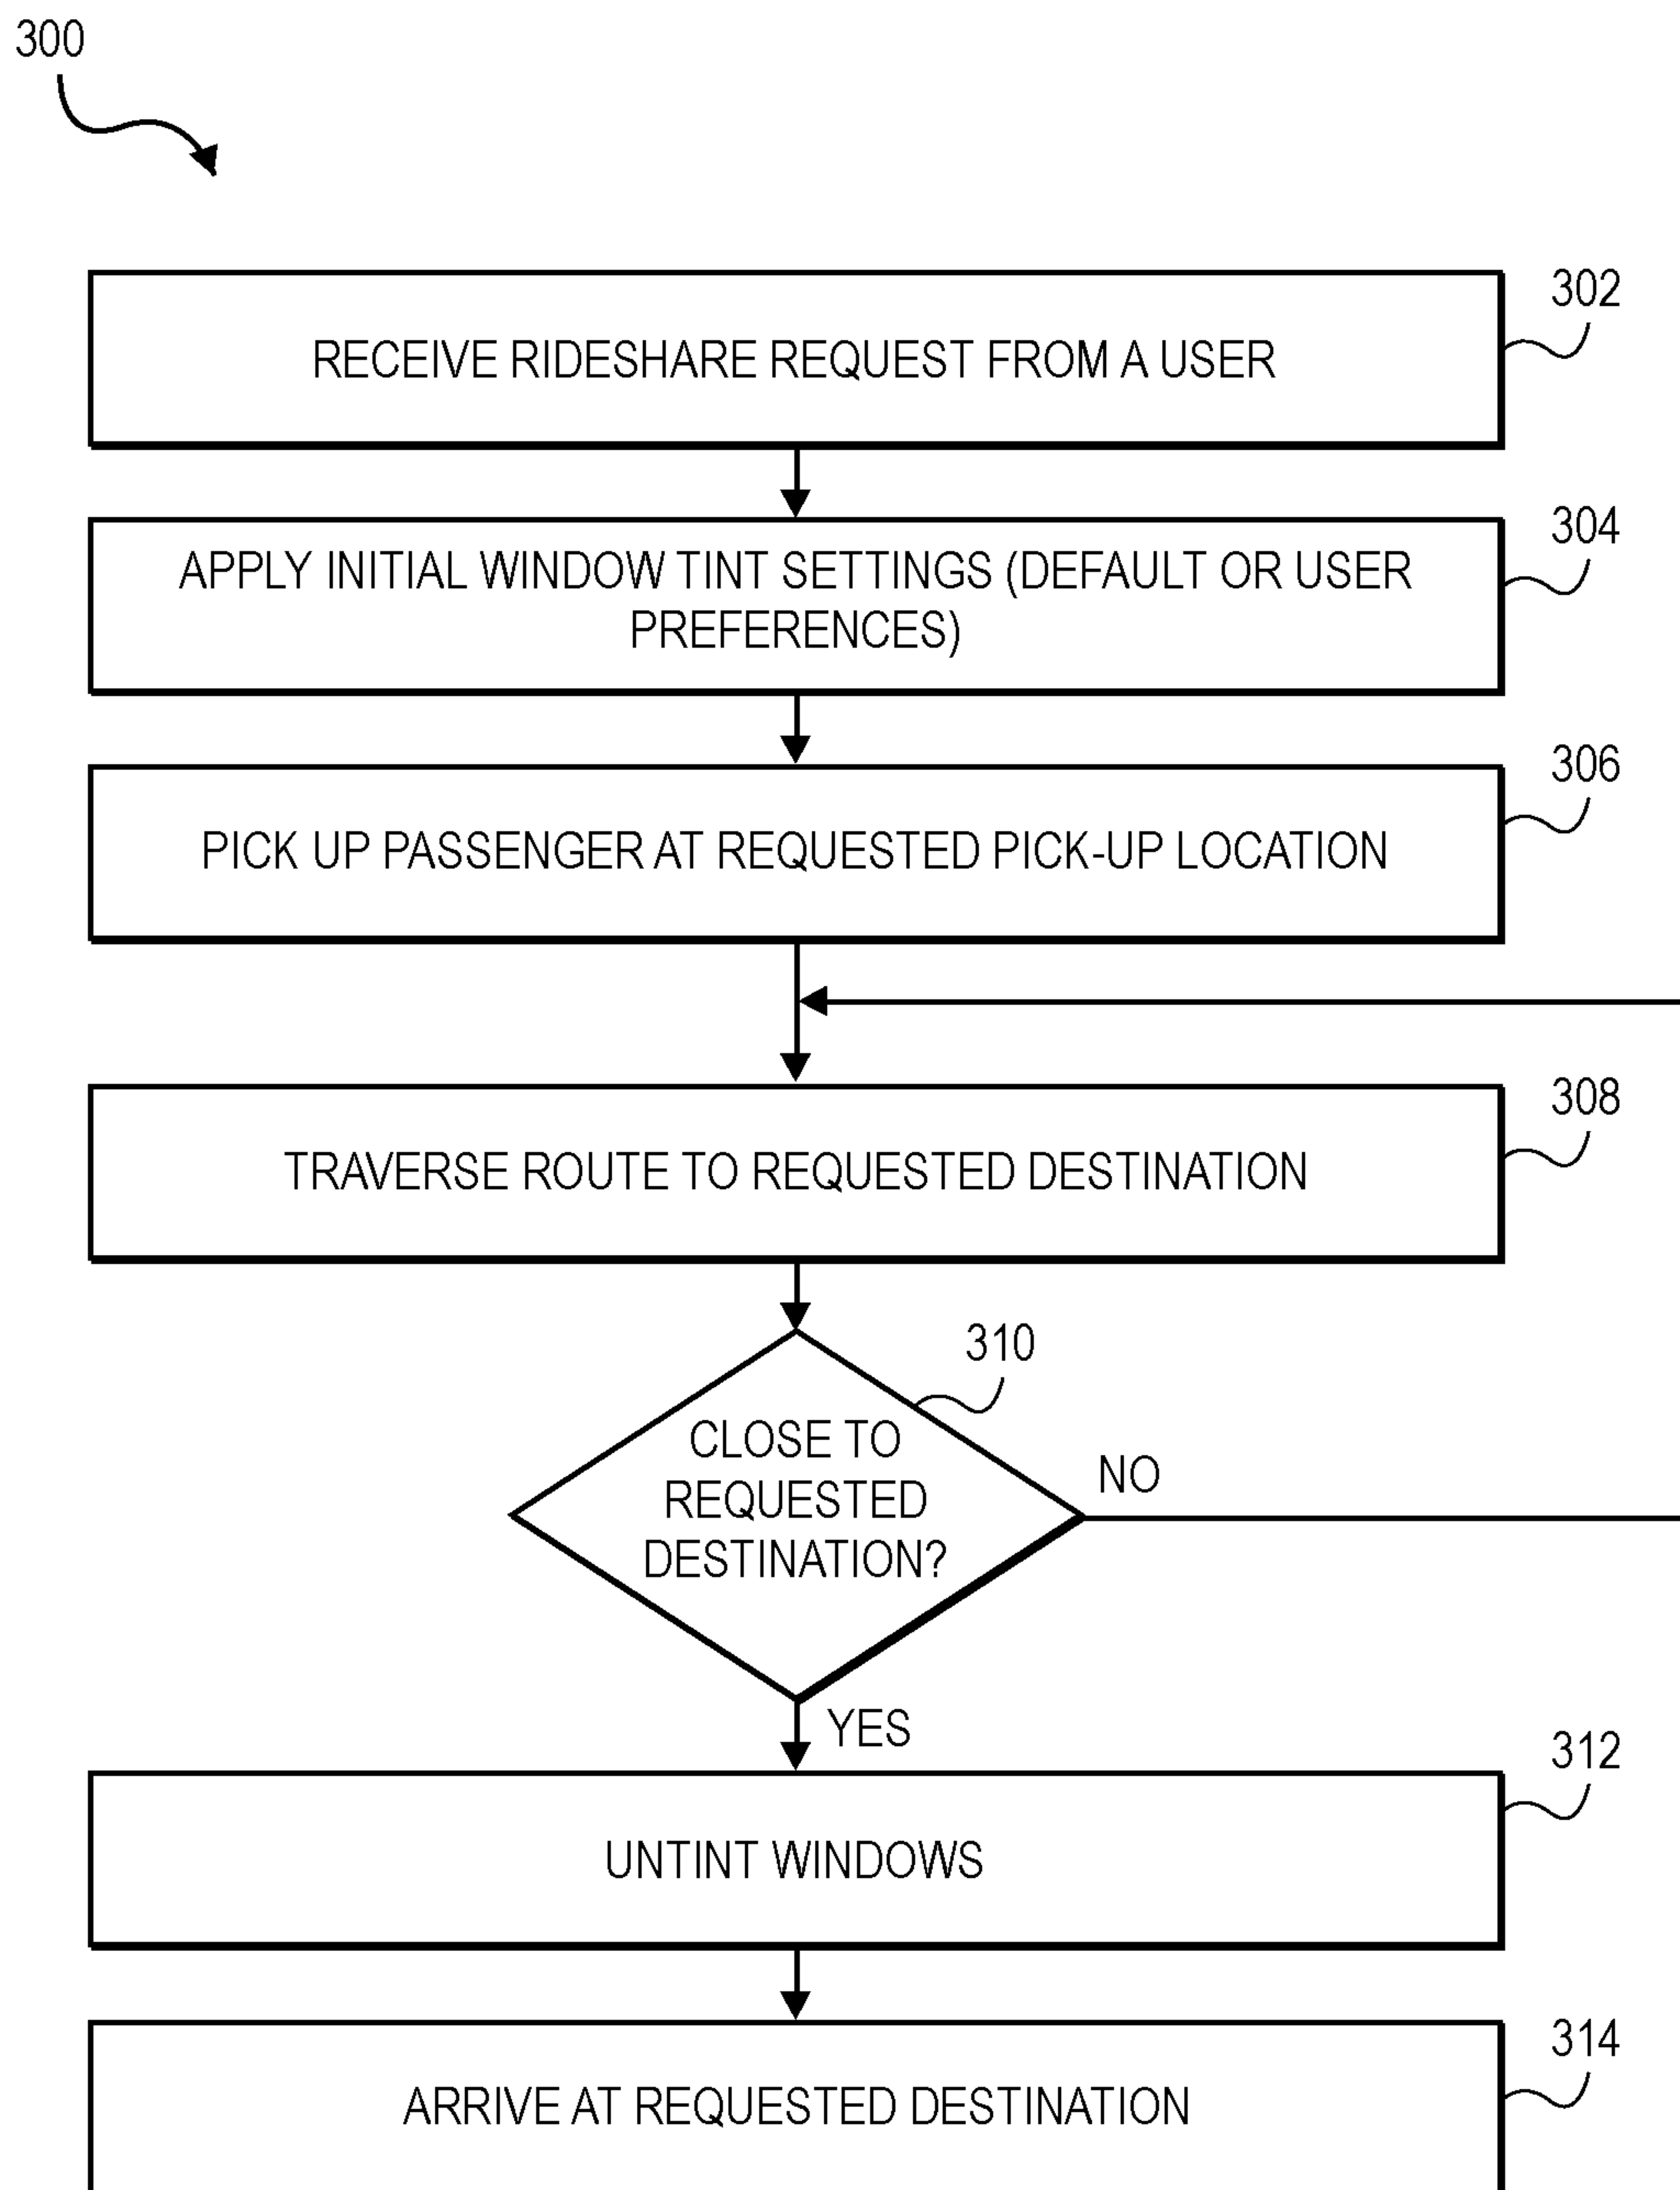 300
302
RECEIVE RIDESHARE REQUEST FROM A USER
304
APPLY INITIAL WINDOW TINT SETTINGS (DEFAULT OR USER
PREFERENCES)
306
PICK UP PASSENGER AT REQUESTED PICK-UP LOCATION
308
TRAVERSE ROUTE TO REQUESTED DESTINATION
310
CLOSE TO
REQUESTED
DESTINATION?
NO
YES
312
UNTINT WINDOWS
314
ARRIVE AT REQUESTED DESTINATION